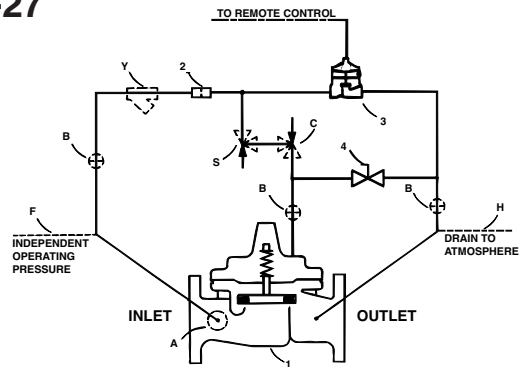 -27
TO REMOTE CONTROL
Y
2
3
B
S
C
4
B
B
F
H
INDEPENDENT
OPERATING
PRESSURE
DRAIN TO
ATMOSPHERE
INLET
OUTLET
A
1